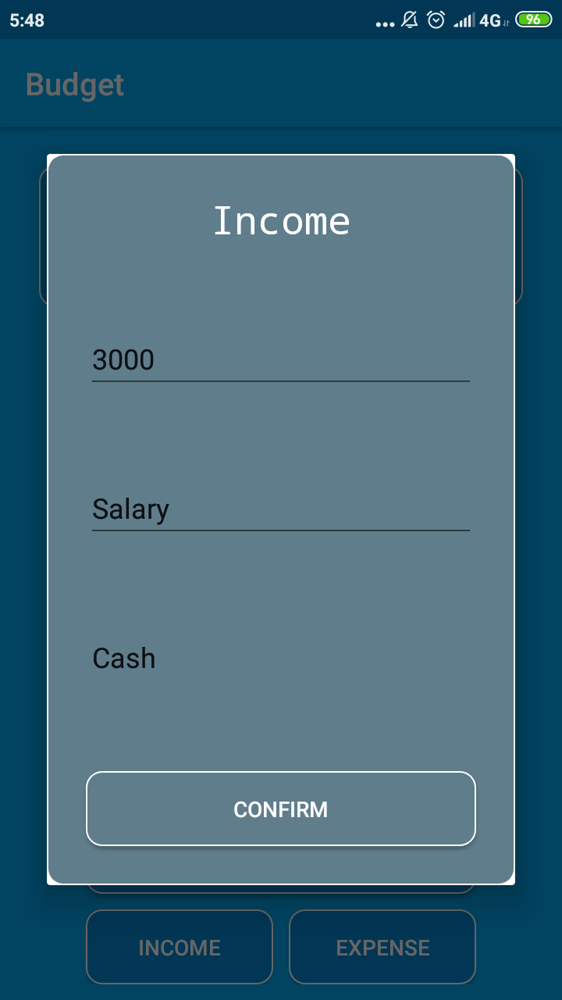 5:48 4G 96
Budget
Income
3000
Salary
Cash
CONFIRM
INCOME EXPENSE